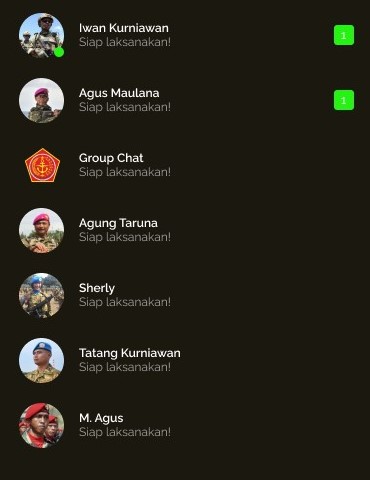 Iwan Kurniawan
Siap laksanakan!
1
Agus Maulana
Siap laksanakan!
1
Group Chat
Siap laksanakan!
Agung Taruna
Siap laksanakan!
Sherly
Siap laksanakan!
Tatang Kurniawan
Siap laksanakan!
M. Agus
Siap laksanakan!